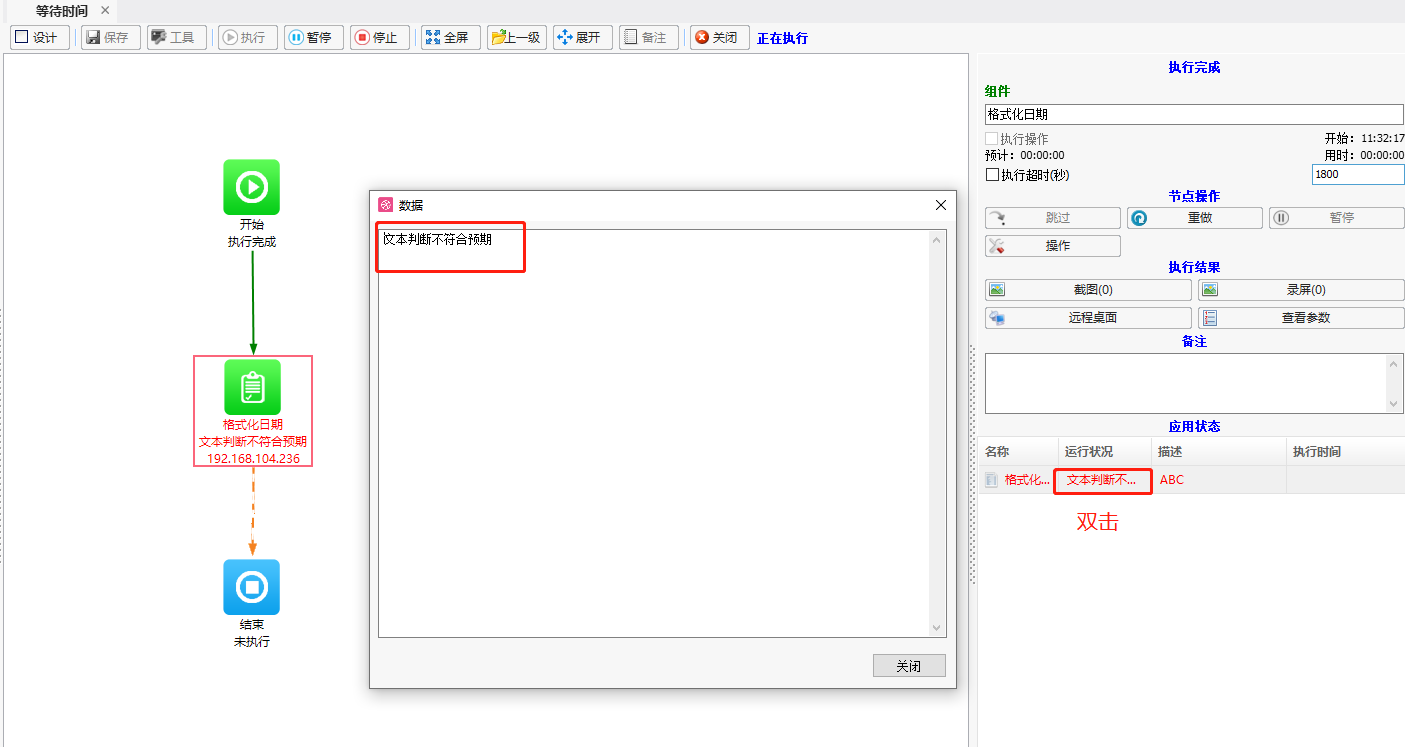 等待时间
设计 保存 工具 执行 暂停 停止 全屏 上一级 展开 备注 关闭 正在执行
开始
执行完成
格式化日期
文本判断不符合预期
192.168.104.236
结束
未执行
数据
文本判断不符合预期
关闭
执行完成
组件
格式化日期
执行操作 开始: 11:32:17
预计: 00:00:00 用时: 00:00:00
执行超时(秒) 1800
节点操作
跳过 重做 暂停
操作
执行结果
截图(0) 录屏(0)
远程桌面 查看参数
备注
应用状态
名称 运行状况 描述 执行时间
格式化... 文本判断不... ABC
双击